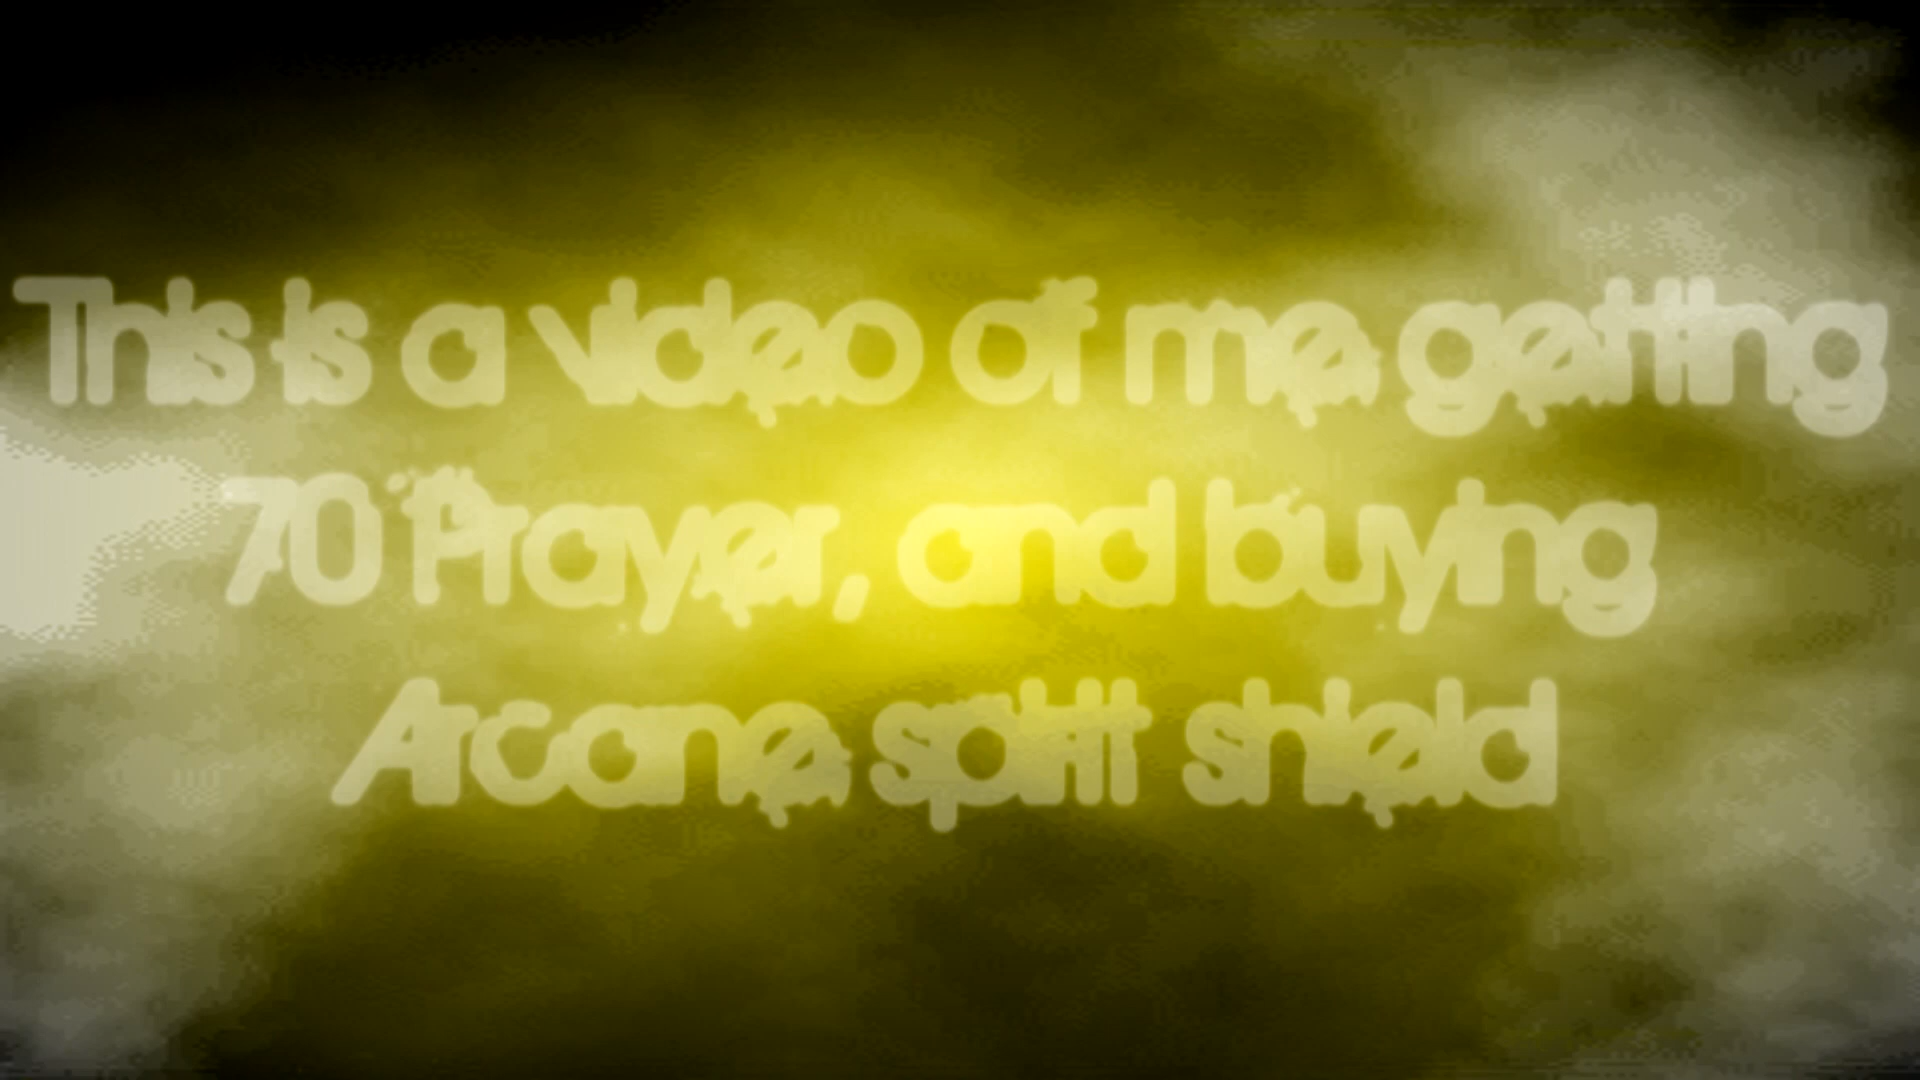 This is a video of me getting
70 Prayer, and buying
Arcane spirit shield